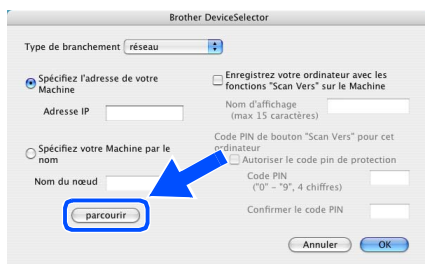 Brother DeviceSelector
Type de branchement réseau
Spécifiez l'adresse de votre
Machine
Adresse IP
Spécifiez votre Machine par le
nom
Nom du nœud
parcourir
Enregistrez votre ordinateur avec les
fonctions "Scan Vers" sur le Machine
Nom d'affichage
(max 15 caractères)
Code PIN de bouton "Scan Vers" pour cet
ordinateur
Autoriser le code pin de protection
Code PIN
("0" – "9", 4 chiffres)
Confirmer le code PIN
Annuler OK